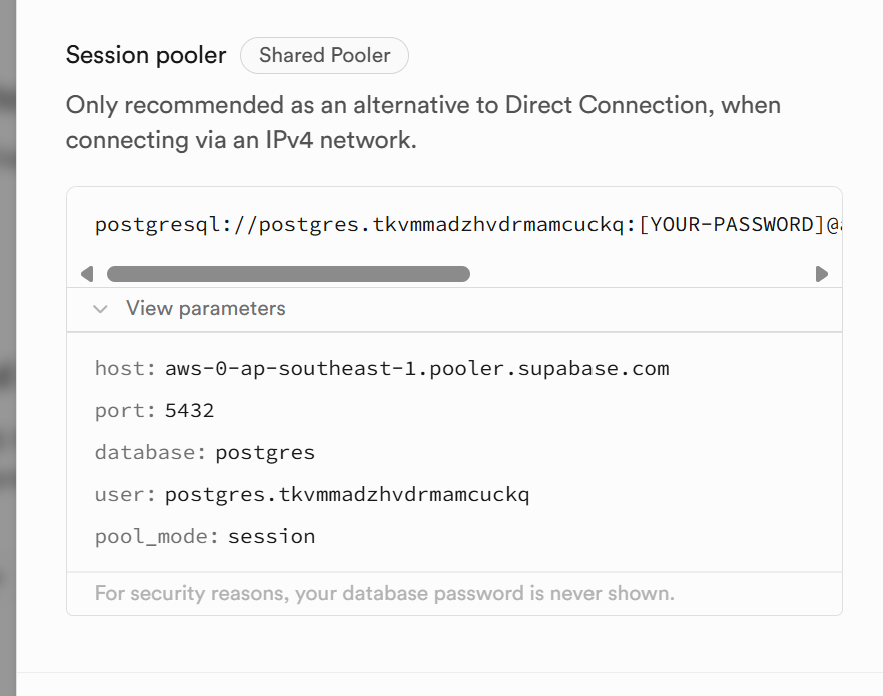 Session pooler Shared Pooler
Only recommended as an alternative to Direct Connection, when
connecting via an IPv4 network.
postgresql://postgres.tkvmmadzhvdrmamcuckq:[YOUR-PASSWORD]@
View parameters
host: aws-0-ap-southeast-1.pooler.supabase.com
port: 5432
database: postgres
user: postgres.tkvmmadzhvdrmamcuckq
pool_mode: session
For security reasons, your database password is never shown.